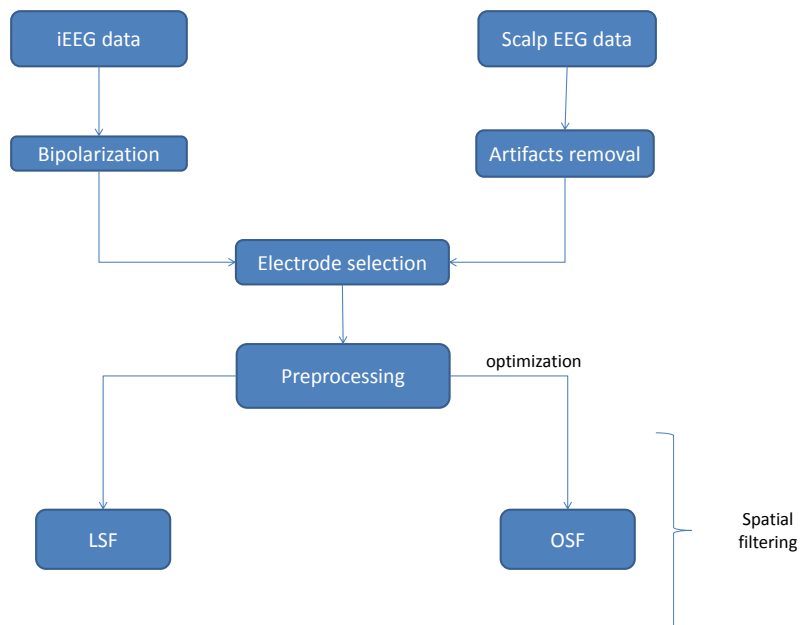 iEEG data
Scalp EEG data
Bipolarization
Artifacts removal
Electrode selection
Preprocessing
optimization
LSF
OSF
Spatial
filtering